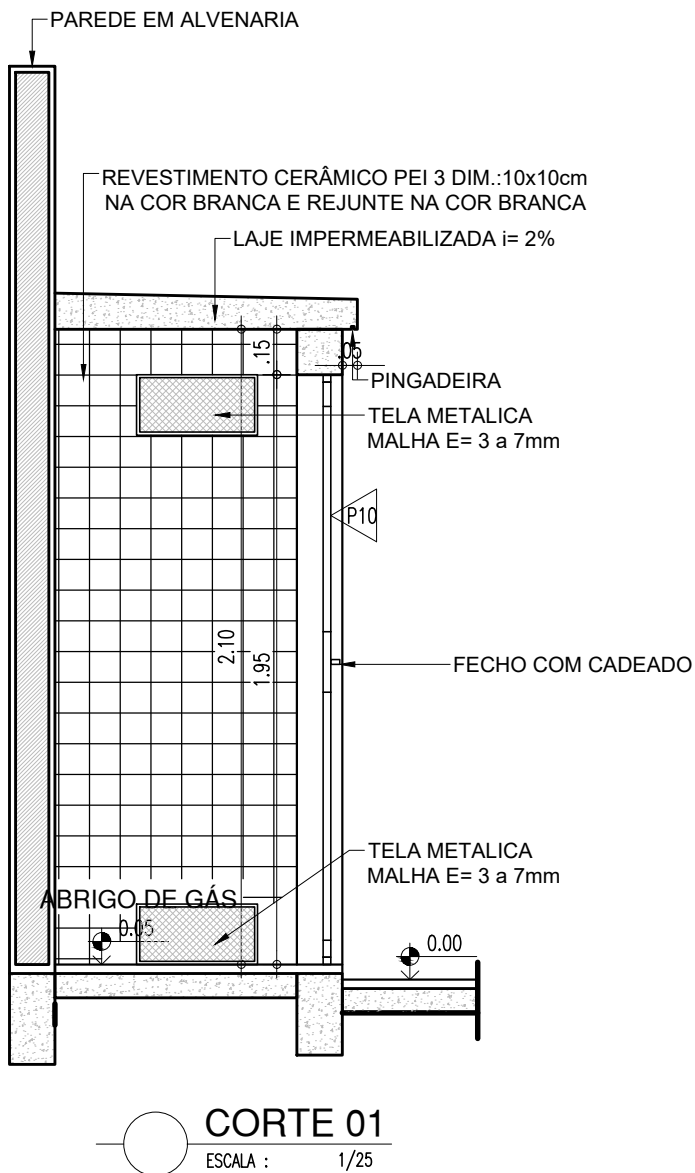 PAREDE EM ALVENARIA
REVESTIMENTO CERÂMICO PEI 3 DIM.:10x10cm
NA COR BRANCA E REJUNTE NA COR BRANCA
LAJE IMPERMEABILIZADA i= 2%
.15
.05
PINGADEIRA
TELA METALICA
MALHA E= 3 a 7mm
P10
2.10
1.95
FECHO COM CADEADO
TELA METALICA
MALHA E= 3 a 7mm
ABRIGO DE GÁS
0.05
0.00
CORTE 01
ESCALA : 1/25